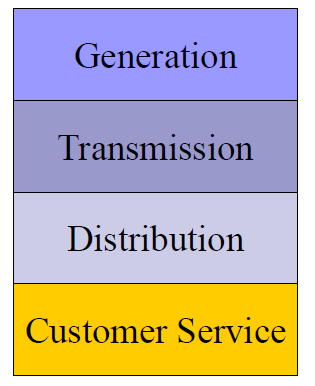 Generation
Transmission
Distribution
Customer Service